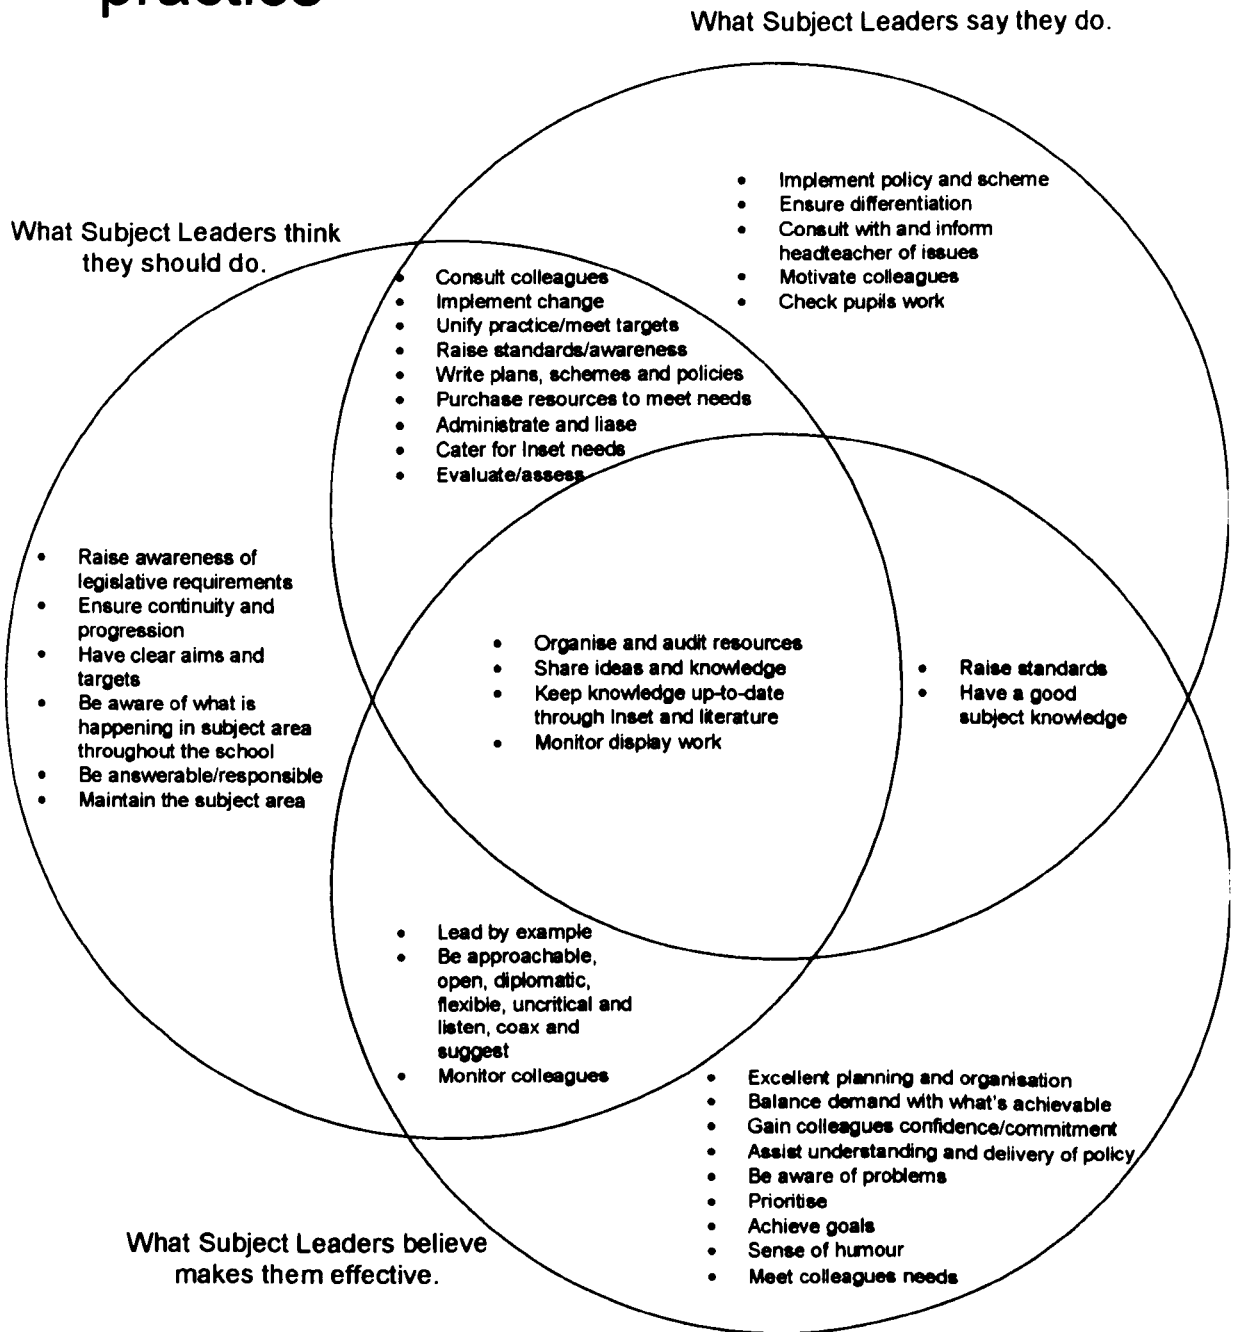 practice
What Subject Leaders say they do.
• Implement policy and scheme
• Ensure differentiation
• Consult with and inform
headteacher of issues
• Motivate colleagues
• Check pupils work
What Subject Leaders think
they should do.
• Consult colleagues
• Implement change
• Unify practice/meet targets
• Raise standards/awareness
• Write plans, schemes and policies
• Purchase resources to meet needs
• Administrate and liase
• Cater for Inset needs
• Evaluate/assess
• Raise awareness of
legislative requirements
• Ensure continuity and
progression
• Have clear aims and
targets
• Be aware of what is
happening in subject area
throughout the school
• Be answerable/responsible
• Maintain the subject area
• Organise and audit resources
• Share ideas and knowledge
• Keep knowledge up-to-date
through Inset and literature
• Monitor display work
• Raise standards
• Have a good
subject knowledge
• Lead by example
• Be approachable,
open, diplomatic,
flexible, uncritical and
listen, coax and
suggest
• Monitor colleagues
• Excellent planning and organisation
• Balance demand with what's achievable
• Gain colleagues confidence/commitment
• Assist understanding and delivery of policy
• Be aware of problems
• Prioritise
• Achieve goals
• Sense of humour
• Meet colleagues needs
What Subject Leaders believe
makes them effective.